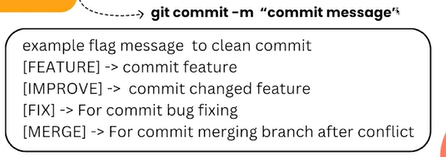 git commit -m "commit message"
example flag message to clean commit
[FEATURE] -> commit feature
[IMPROVE] -> commit changed feature
[FIX] -> For commit bug fixing
[MERGE] -> For commit merging branch after conflict